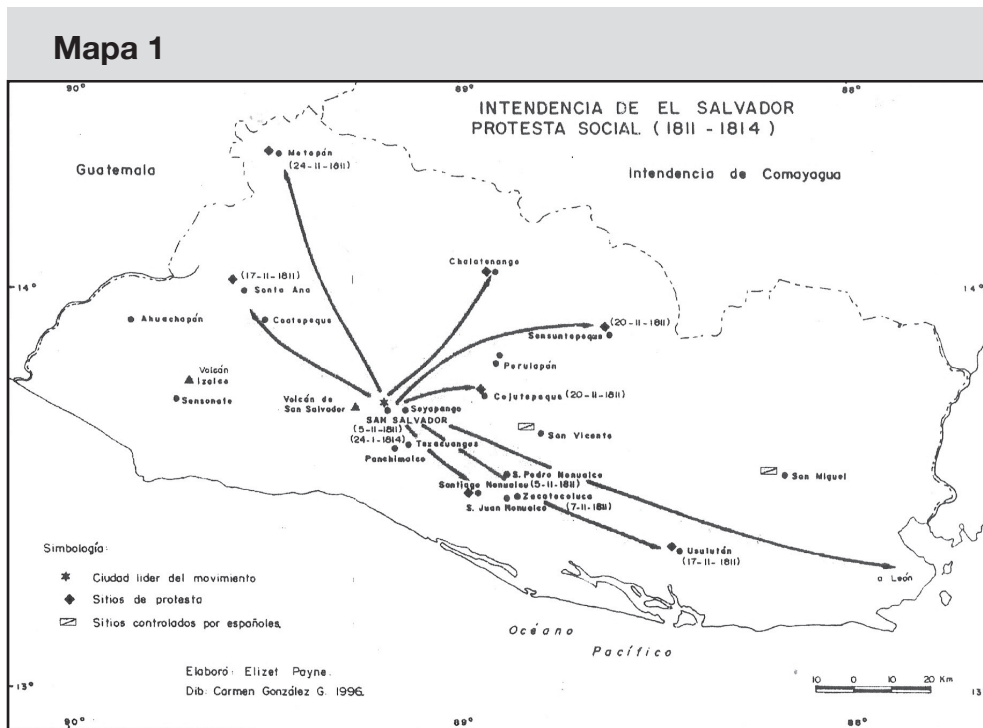 Mapa 1
90°
89°
88°
INTENDENCIA DE EL SALVADOR
PROTESTA SOCIAL (1811 - 1814)
Guatemala
Metapán
(24-11-1811)
Intendencia de Comayagua
Chalatenango
14°
(17-11-1811)
Santa Ana
14°
Ahuachapán
Coatepeque
(20-11-1811)
Sensuntepeque
Perulapán
Volcán
Izalco
Sonsonate
Volcán de
San Salvador
Cojutepeque (20-11-1811)
Soyapango
SAN SALVADOR
(5-11-1811)
(24-1-1814)
Texacuangos
Panchimalco
San Vicente
San Miguel
S. Pedro Nonualco
Santiago Nonualco (5-11-1811)
Zacatecoluca
S. Juan Nonualco (7-11-1811)
Usulután
(17-11-1811)
a León
Simbología:
Ciudad líder del movimiento
Sitios de protesta
Sitios controlados por españoles.
Océano
Pacífico
Elaboró: Elizet Payne.
Dib: Carmen González G. 1996.
10 0 10 20 Km
13°
13
90°
89°
88°